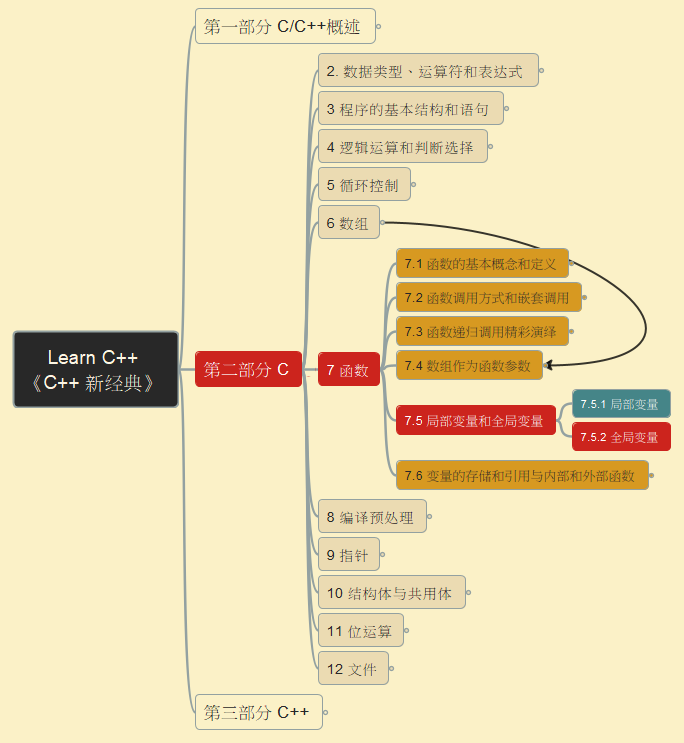 第一部分 C/C++概述
2. 数据类型、运算符和表达式
3 程序的基本结构和语句
4 逻辑运算和判断选择
5 循环控制
6 数组
7.1 函数的基本概念和定义
7.2 函数调用方式和嵌套调用
7.3 函数递归调用精彩演绎
Learn C++
《C++ 新经典》
第二部分 C
7 函数
7.4 数组作为函数参数
7.5 局部变量和全局变量
7.5.1 局部变量
7.5.2 全局变量
7.6 变量的存储和引用与内部和外部函数
8 编译预处理
9 指针
10 结构体与共用体
11 位运算
12 文件
第三部分 C++